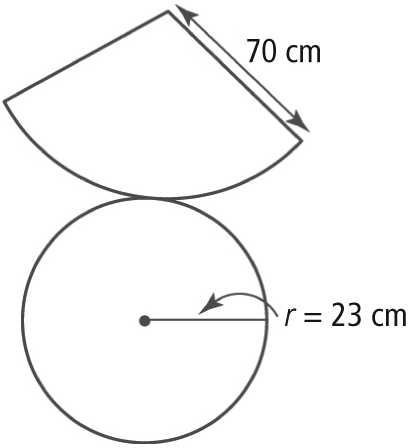 70 cm
r = 23 cm